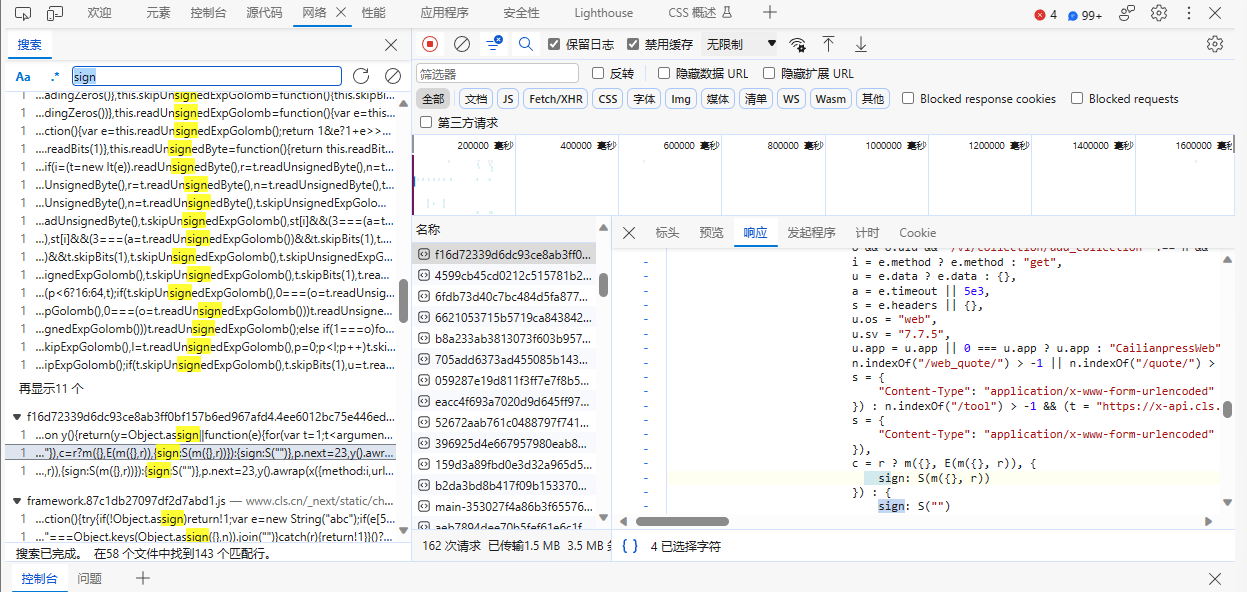 欢迎 元素 控制台 源代码 网络 性能 应用程序 安全性 Lighthouse CSS 概述 4 99+
搜索
保留日志 禁用缓存 无限制
Aa .* sign
筛选器 反转 隐藏数据 URL 隐藏扩展 URL
全部 文档 JS Fetch/XHR CSS 字体 Img 媒体 清单 WS Wasm 其他 Blocked response cookies Blocked requests
第三方请求
200000 毫秒 400000 毫秒 600000 毫秒 800000 毫秒 1000000 毫秒 1200000 毫秒 1400000 毫秒 1600000 毫秒
1 ...adingZeros()},this.skipUnsignedExpGolomb=function(){this.skipBi...
1 ...dingZeros())},this.readUnsignedExpGolomb=function(){var e=this...
1 ...ction(){var e=this.readUnsignedExpGolomb();return 1&e?1+e>>...
1 ....readBits(1)},this.readUnsignedByte=function(){return this.readBit...
1 ...if(i=(t=new It(e)).readUnsignedByte(),r=t.readUnsignedByte(),n=t...
1 ...UnsignedByte(),r=t.readUnsignedByte(),n=t.readUnsignedByte(),t...
1 ...UnsignedByte(),n=t.readUnsignedByte(),t.skipUnsignedExpGolom...
1 ...adUnsignedByte(),t.skipUnsignedExpGolomb(),st[i]&&(3===(a=t...
1 ...),st[i]&&(3===(a=t.readUnsignedExpGolomb())&&t.skipBits(1),t...
1 ...)&&t.skipBits(1),t.skipUnsignedExpGolomb(),t.skipUnsignedExpG...
1 ...ignedExpGolomb(),t.skipUnsignedExpGolomb(),t.skipBits(1),t.rea...
1 ...(p<6?16:64,t);if(t.skipUnsignedExpGolomb(),0===(o=t.readUnsig...
1 ...pGolomb(),0===(o=t.readUnsignedExpGolomb()))t.readUnsigne...
1 ...gnedExpGolomb()))t.readUnsignedExpGolomb();else if(1===o)fo...
1 ...kipExpGolomb(),l=t.readUnsignedExpGolomb(),p=0;p<l;p++)t.ski...
1 ...ipExpGolomb();if(t.skipUnsignedExpGolomb(),t.skipBits(1),u=t.rea...
再显示11 个
f16d72339d6dc93ce8ab3ff0bf157b6ed967afd4.4ee6012bc75e446ed...
1 ...on y(){return(y=Object.assign||function(e){for(var t=1;t<argumen...
1 ..."}),c=r?m({},E(m({},r)),{sign:S(m({},r))}):{sign:S("")},p.next=23,y().awr...
1 ...,r)),{sign:S(m({},r))}):{sign:S("")},p.next=23,y().awrap(x({method:i,url...
framework.87c1db27097df2d7abd1.js — www.cls.cn/_next/static/ch...
1 ...ction(){try{if(!Object.assign)return!1;var e=new String("abc");if(e[5...
1 ..."===Object.keys(Object.assign({},n)).join("")}catch(r){return!1}}()?...
搜索已完成。 在58 个文件中找到143 个匹配行。
名称
f16d72339d6dc93ce8ab3ff0...
4599cb45cd0212c515781b2...
6fdb73d40c7bc484d5fa877...
6621053715b5719ca843842...
b8a233ab3813073f603b957...
705add6373ad455085b143...
059287e19d811f3ff7e7f8b5...
eacc4f693a7020d9d645ff97...
52672aab761c0488797f741...
396925d4e667957980eab8...
159d3a89fbd0e3d32a965d5...
b2da3bd8b417f09b153370...
main-353027f4a86b3f65576...
aeb7894dee70b5fef61e6c1f...
162 次请求 已传输1.5 MB 3.5 MB
标头 预览 响应 发起程序 计时 Cookie
- i = e.method ? e.method : "get",
- u = e.data ? e.data : {},
- a = e.timeout || 5e3,
- s = e.headers || {},
- u.os = "web",
- u.sv = "7.7.5",
- u.app = u.app || 0 === u.app ? u.app : "CailianpressWeb"
- n.indexOf("/web_quote/") > -1 || n.indexOf("/quote/") >
- s = {
- "Content-Type": "application/x-www-form-urlencoded"
- }) : n.indexOf("/tool") > -1 && (t = "https://x-api.cls.
- s = {
- "Content-Type": "application/x-www-form-urlencoded"
- }),
- c = r ? m({}, E(m({}, r)), {
- sign: S(m({}, r))
- }) : {
- sign: S("")
{ } 4 已选择字符
控制台 问题